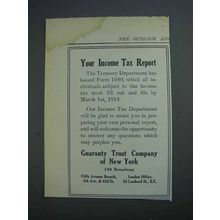 THE OUTLOOK AD
Your Income Tax Report
The Treasury Department has
issued Form 1040, which all in-
dividuals subject to the income
tax must fill out and file by
March 1st, 1914.
Our Income Tax Department
will be glad to assist you in pre-
paring your own personal report,
and will welcome the opportunity
to answer any questions which
may perplex you.
Guaranty Trust Company
of New York
140 Broadway
Fifth Avenue Branch,
London Office,
5th Ave. & 43d St.
33 Lombard St., E.C.